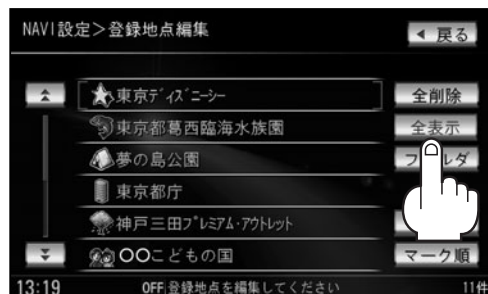 NAVI設定＞登録地点編集
◀ 戻る
東京ﾃﾞｨｽﾞﾆｰｼｰ
全削除
東京都葛西臨海水族園
全表示
夢の島公園
東京都庁
神戸三田ﾌﾟﾚﾐｱﾑ･ｱｳﾄﾚｯﾄ
〇〇こどもの国
マーク順
13:19
OFF 登録地点を編集してください
11件